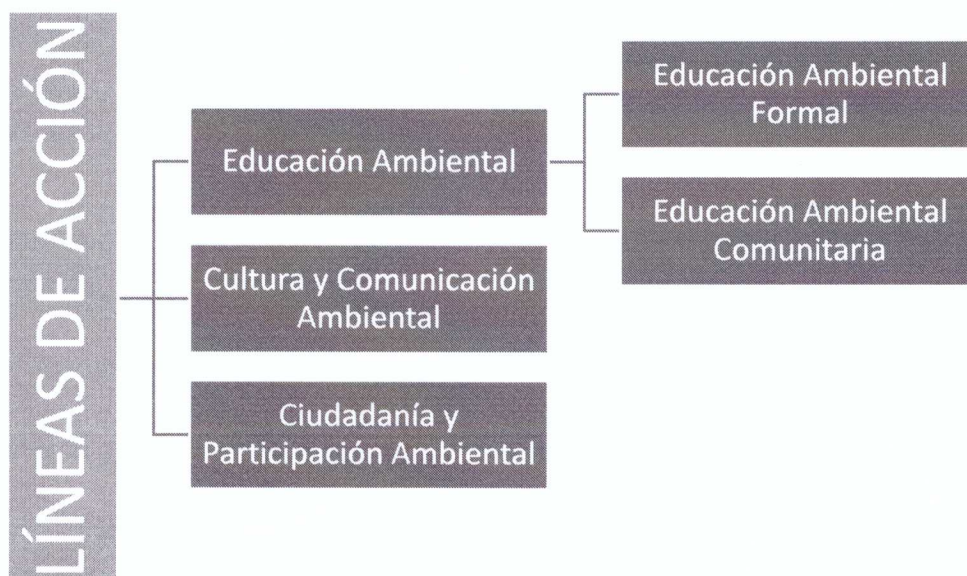 LÍNEAS DE ACCIÓN
Educación Ambiental
Cultura y Comunicación
Ambiental
Ciudadanía y
Participación Ambiental
Educación Ambiental
Formal
Educación Ambiental
Comunitaria